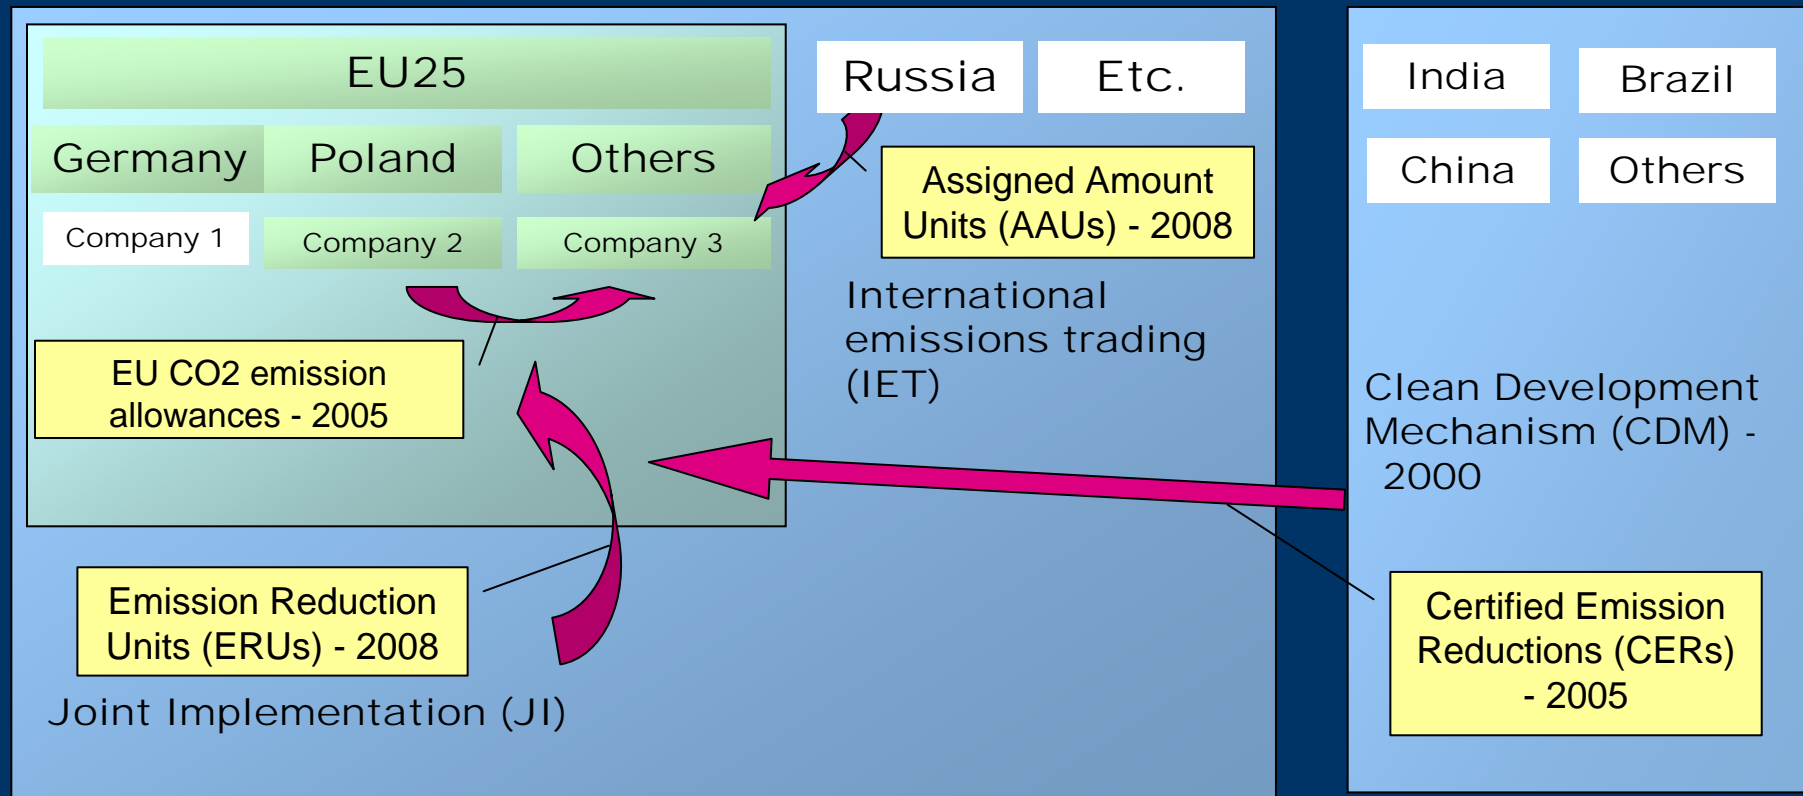 EU25
Germany
Poland
Others
Company 1
Company 2
Company 3
EU CO2 emission
allowances - 2005
Emission Reduction
Units (ERUs) - 2008
Joint Implementation (JI)
Russia
Etc.
Assigned Amount
Units (AAUs) - 2008
International
emissions trading
(IET)
India
Brazil
China
Others
Clean Development
Mechanism (CDM) -
2000
Certified Emission
Reductions (CERs)
- 2005